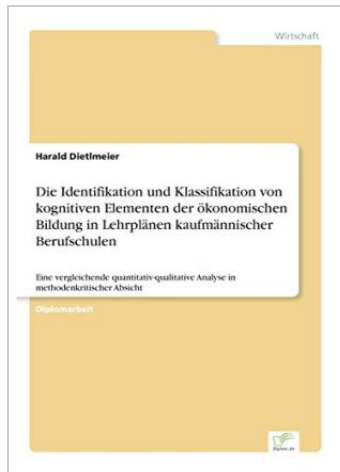 Wirtschaft
Harald Dietlmeier
Die Identifikation und Klassifikation von
kognitiven Elementen der ökonomischen
Bildung in Lehrplänen kaufmännischer
Berufschulen
Eine vergleichende quantitativ-qualitative Analyse in
methodenkritischer Absicht
Diplomarbeit